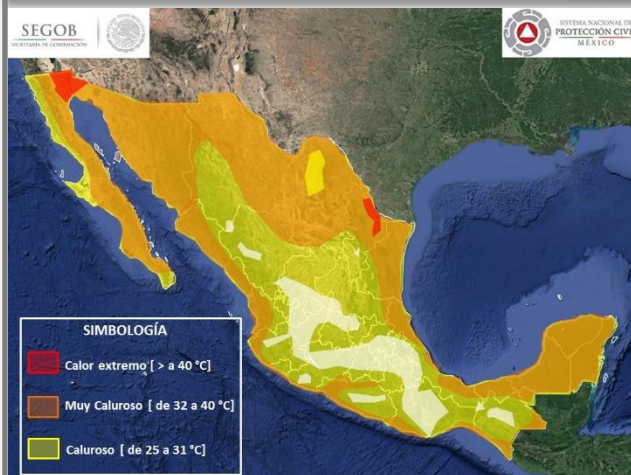 SEGOB
SECRETARÍA DE GOBERNACIÓN
SISTEMA NACIONAL DE
PROTECCIÓN CIVIL
MÉXICO
SIMBOLOGÍA
Calor extremo [ > a 40 °C]
Muy Caluroso [ de 32 a 40 °C]
Caluroso [ de 25 a 31 °C]